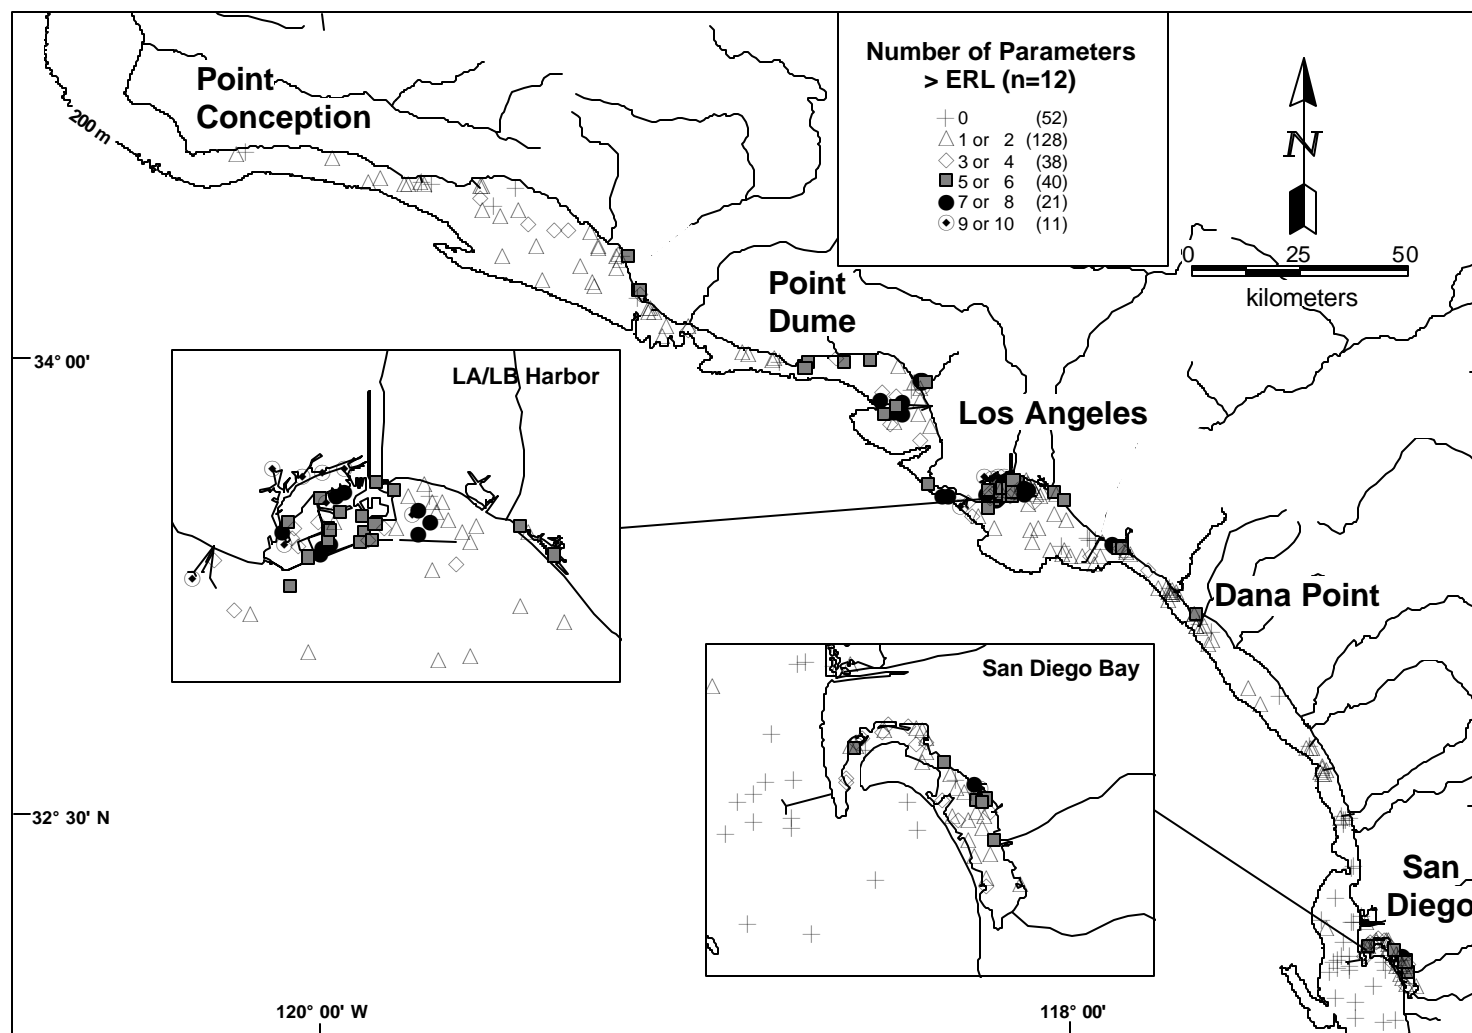 Point
Conception
200 m
Number of Parameters
> ERL (n=12)
0 (52)
1 or 2 (128)
3 or 4 (38)
5 or 6 (40)
7 or 8 (21)
9 or 10 (11)
N
0 25 50
kilometers
Point
Dume
34° 00'
LA/LB Harbor
Los Angeles
Dana Point
San Diego Bay
32° 30' N
San
Diego
120° 00' W
118° 00'